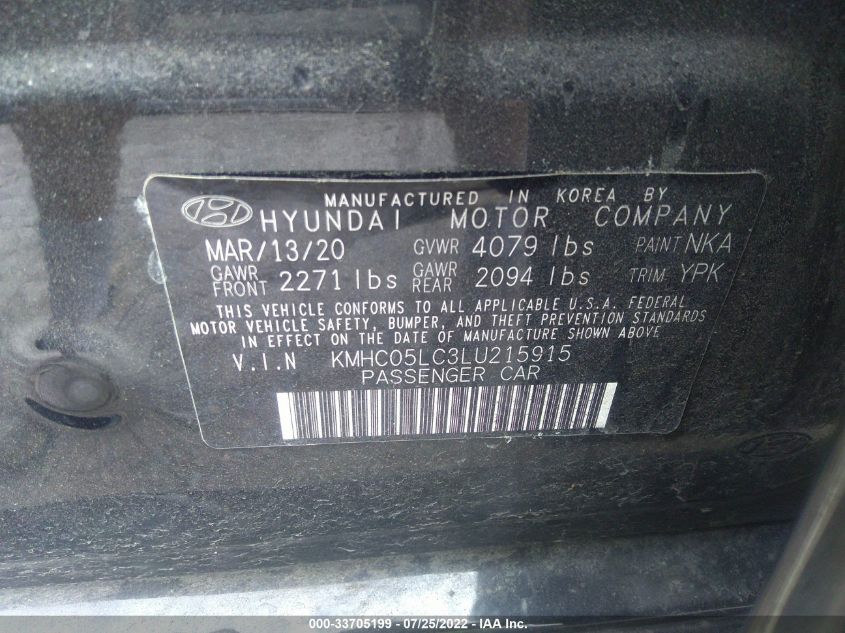 MANUFACTURED IN KOREA BY
HYUNDAI MOTOR COMPANY
MAR/13/20 GVWR 4079 lbs PAINT NKA
GAWR FRONT 2271 lbs GAWR REAR 2094 lbs TRIM YPK
THIS VEHICLE CONFORMS TO ALL APPLICABLE U.S.A. FEDERAL
MOTOR VEHICLE SAFETY, BUMPER, AND THEFT PREVENTION STANDARDS
IN EFFECT ON THE DATE OF MANUFACTURE SHOWN ABOVE
V.I.N KMHC05LC3LU215915
PASSENGER CAR
000-33705199 - 07/25/2022 - IAA Inc.